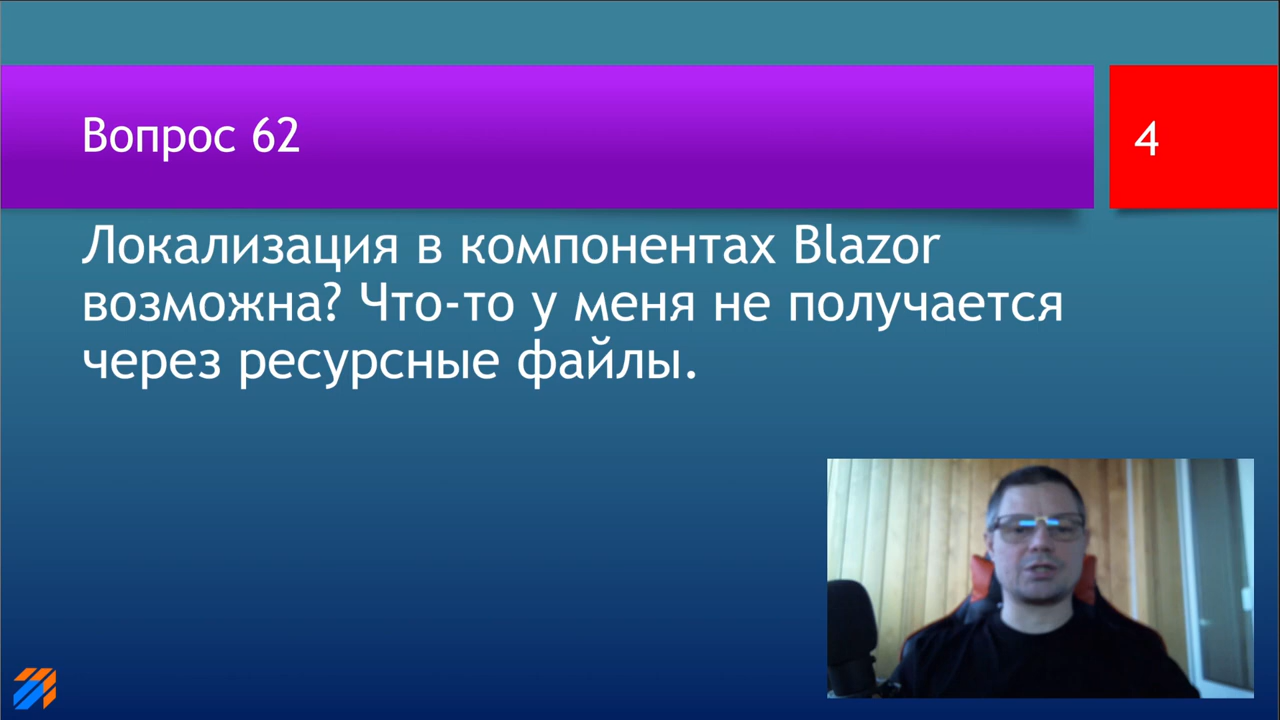 Вопрос 62
4
Локализация в компонентах Blazor
возможна? Что-то у меня не получается
через ресурсные файлы.